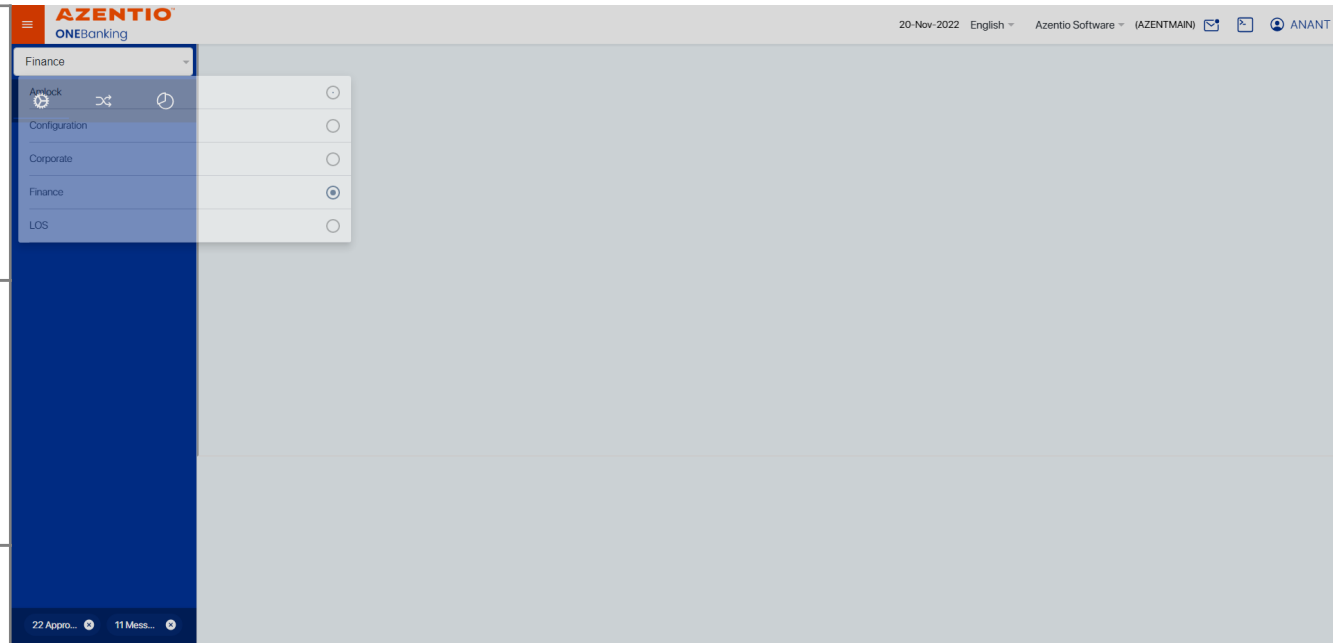 AZENTIO™
ONEBanking
20-Nov-2022 English Azentio Software (AZENTMAIN) ANANT
Finance
Amlock
Configuration
Corporate
Finance
LOS
22 Appro... 11 Mess...